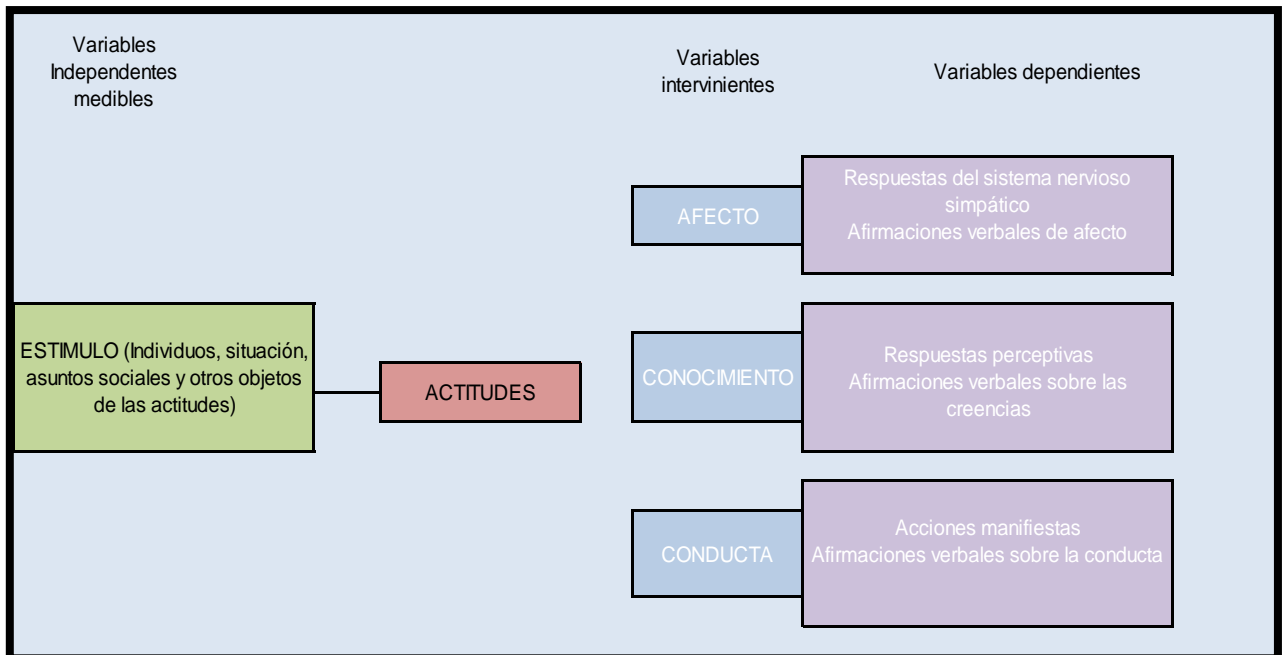 Variables
Independentes
medibles
Variables
intervinientes
Variables dependientes
AFECTO
Respuestas del sistema nervioso
simpático
Afirmaciones verbales de afecto
ESTIMULO (Individuos, situación,
asuntos sociales y otros objetos
de las actitudes)
ACTITUDES
CONOCIMIENTO
Respuestas perceptivas
Afirmaciones verbales sobre las
creencias
CONDUCTA
Acciones manifiestas
Afirmaciones verbales sobre la conducta